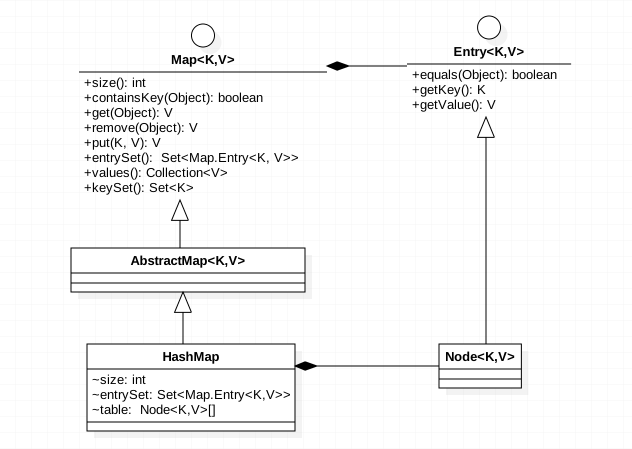 Map<K,V>
+size(): int
+containsKey(Object): boolean
+get(Object): V
+remove(Object): V
+put(K, V): V
+entrySet():  Set<Map.Entry<K, V>>
+values(): Collection<V>
+keySet(): Set<K>
Entry<K,V>
+equals(Object): boolean
+getKey(): K
+getValue(): V
AbstractMap<K,V>
HashMap
~size: int
~entrySet: Set<Map.Entry<K,V>>
~table:  Node<K,V>[]
Node<K,V>